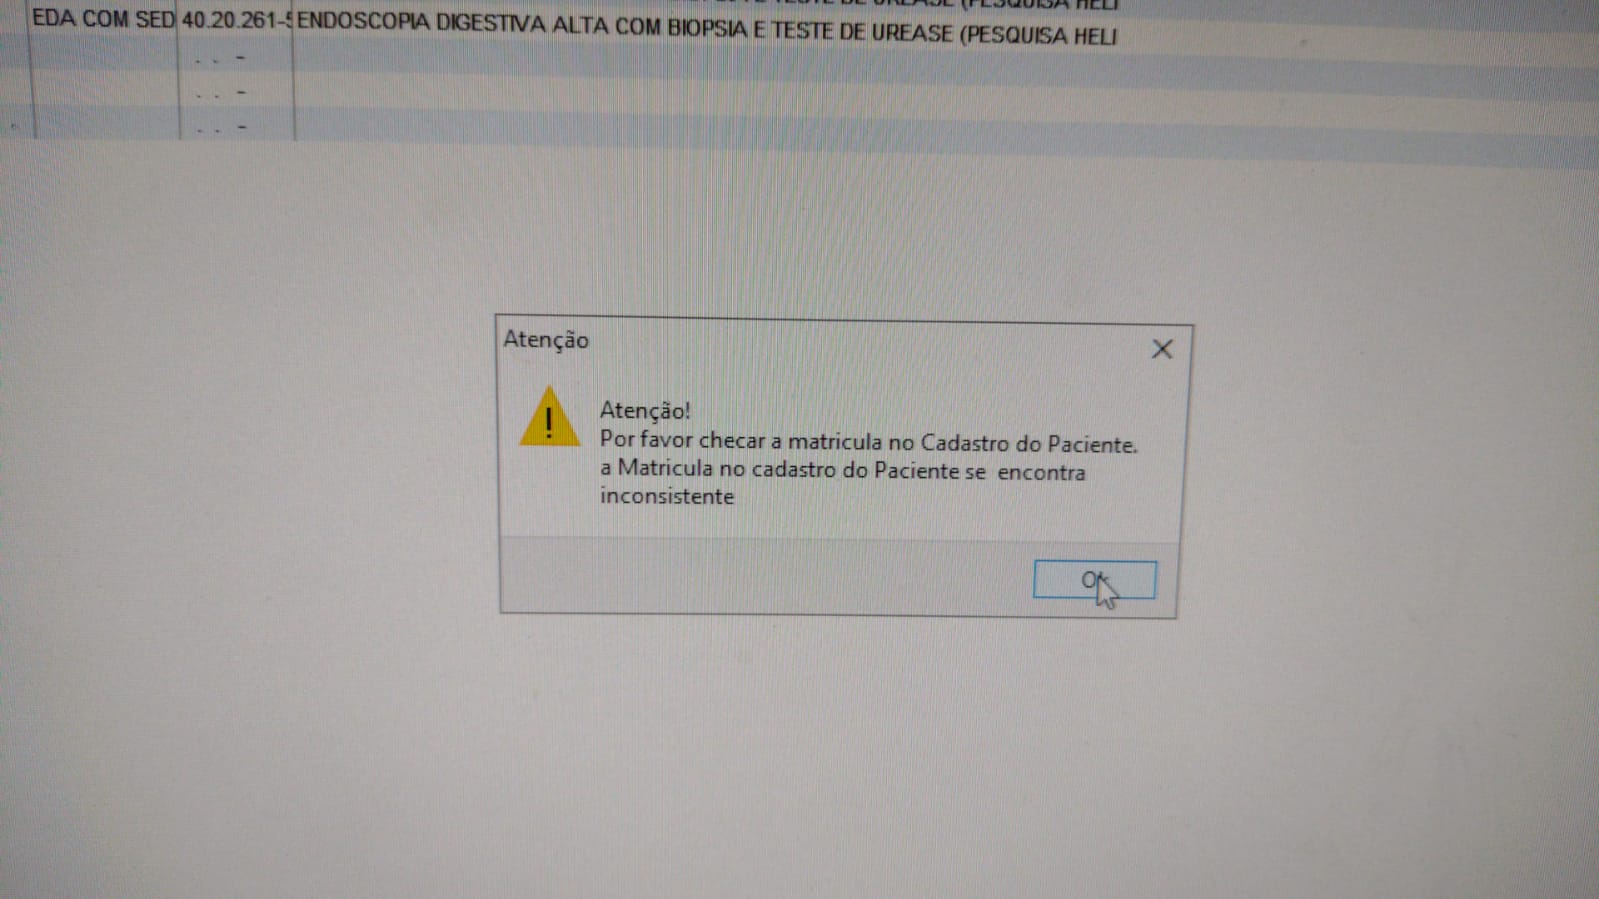 EDA COM SED 40.20.261-5 ENDOSCOPIA DIGESTIVA ALTA COM BIOPSIA E TESTE DE UREASE (PESQUISA HELI
. . -
. . -
. . -
Atenção
Atenção!
Por favor checar a matricula no Cadastro do Paciente.
a Matricula no cadastro do Paciente se encontra
inconsistente
Ok